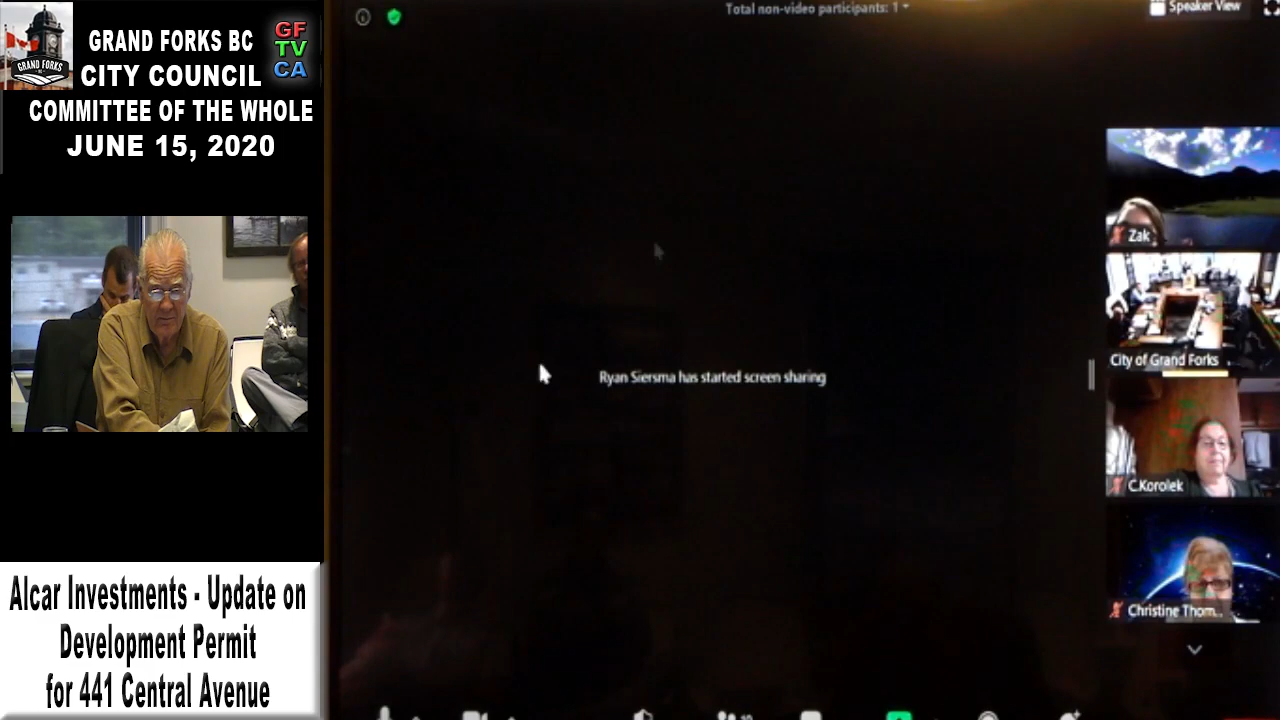 GRAND FORKS BC
CITY COUNCIL
COMMITTEE OF THE WHOLE
JUNE 15, 2020
GF
TV
CA
GRAND FORKS
Alcar Investments - Update on
Development Permit
for 441 Central Avenue
Total non-video participants: 1
Speaker View
Ryan Siersma has started screen sharing
Zak
City of Grand Forks
C.Korolek
Christine Thom...